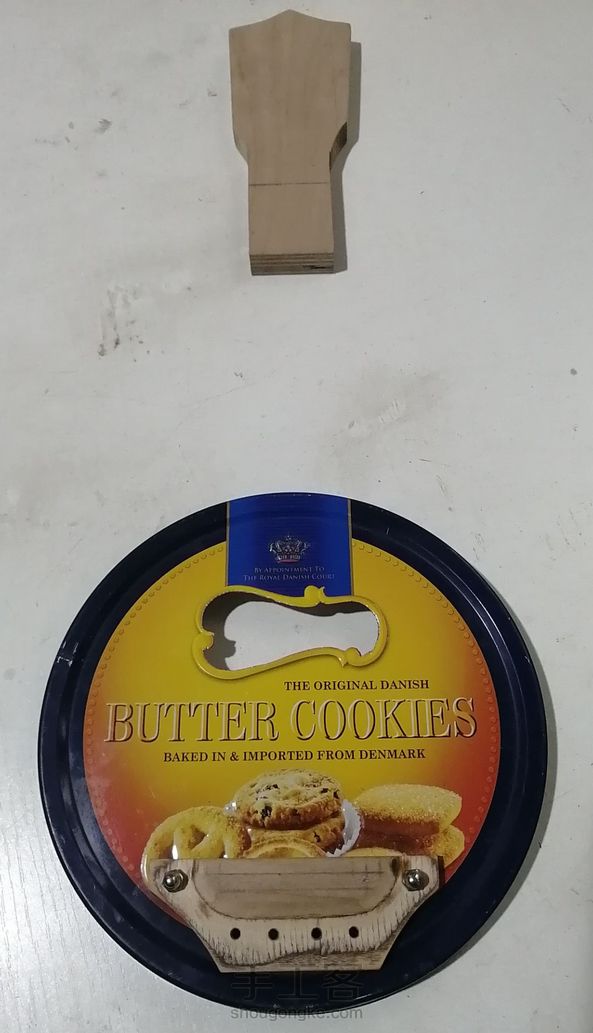 BY APPOINTMENT TO
THE ROYAL DANISH COURT
THE ORIGINAL DANISH
BUTTER COOKIES
BAKED IN & IMPORTED FROM DENMARK
手工客
shougongke.com